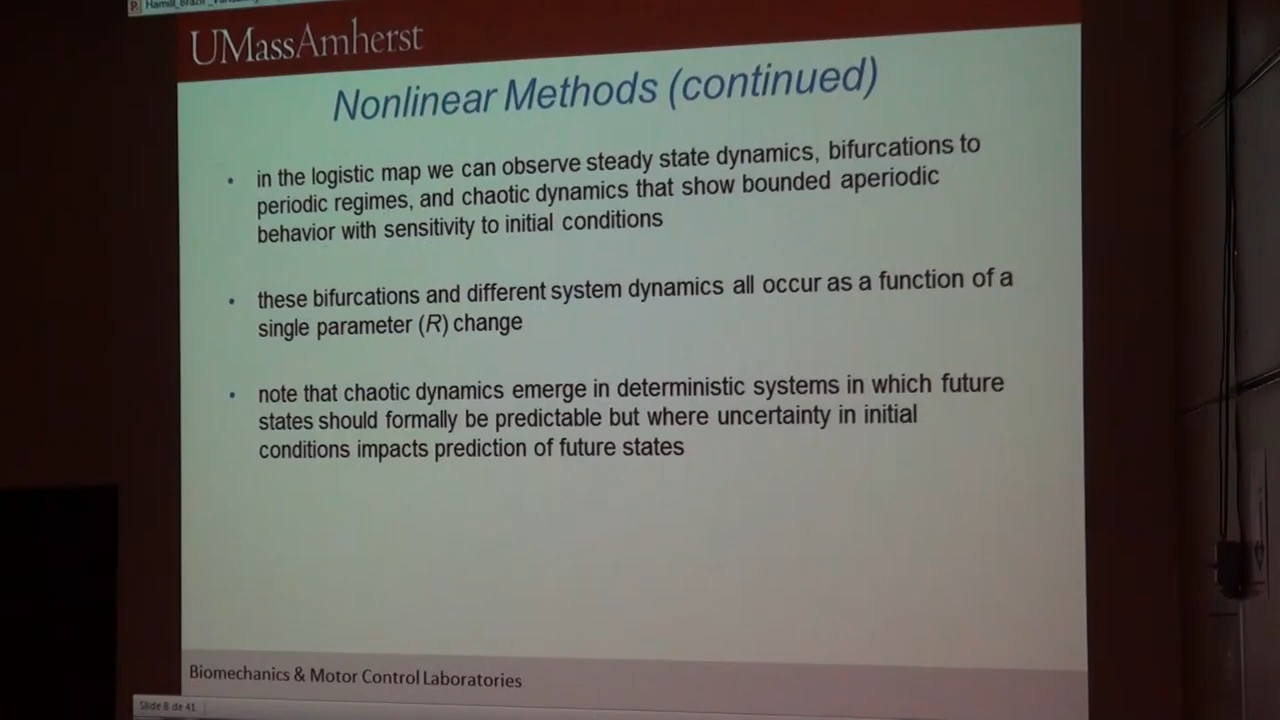 UMassAmherst
Nonlinear Methods (continued)
• in the logistic map we can observe steady state dynamics, bifurcations to
periodic regimes, and chaotic dynamics that show bounded aperiodic
behavior with sensitivity to initial conditions
• these bifurcations and different system dynamics all occur as a function of a
single parameter (R) change
• note that chaotic dynamics emerge in deterministic systems in which future
states should formally be predictable but where uncertainty in initial
conditions impacts prediction of future states
Biomechanics & Motor Control Laboratories
Slide 8 de 41